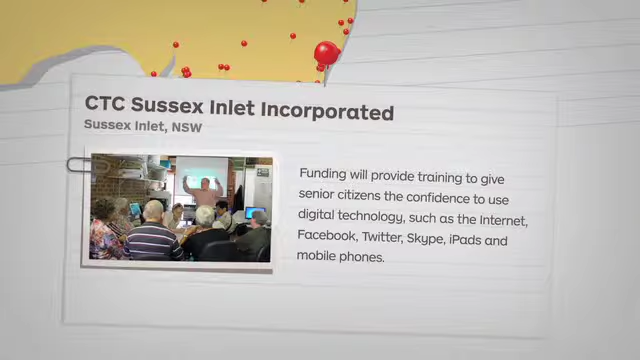 CTC Sussex Inlet Incorporated
Sussex Inlet, NSW
Funding will provide training to give
senior citizens the confidence to use
digital technology, such as the Internet,
Facebook, Twitter, Skype, iPads and
mobile phones.